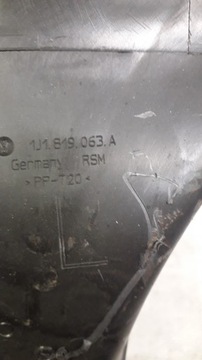 1J1.819.063.A
Germany RSM
>PP-T20<